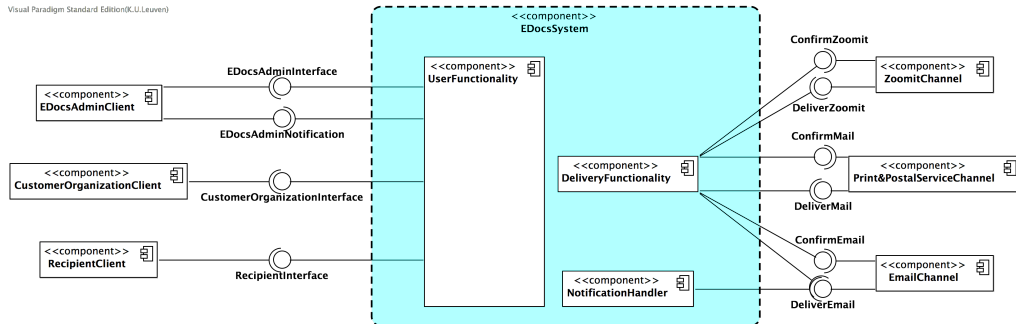 Visual Paradigm Standard Edition(K.U.Leuven)
<<component>>
EDocsSystem
ConfirmZoomit
<<component>>
UserFunctionality
<<component>>
ZoomitChannel
EDocsAdminInterface
<<component>>
EDocsAdminClient
DeliverZoomit
EDocsAdminNotification
ConfirmMail
<<component>>
CustomerOrganizationClient
<<component>>
DeliveryFunctionality
<<component>>
Print&PostalServiceChannel
CustomerOrganizationInterface
DeliverMail
ConfirmEmail
<<component>>
RecipientClient
RecipientInterface
<<component>>
NotificationHandler
<<component>>
EmailChannel
DeliverEmail